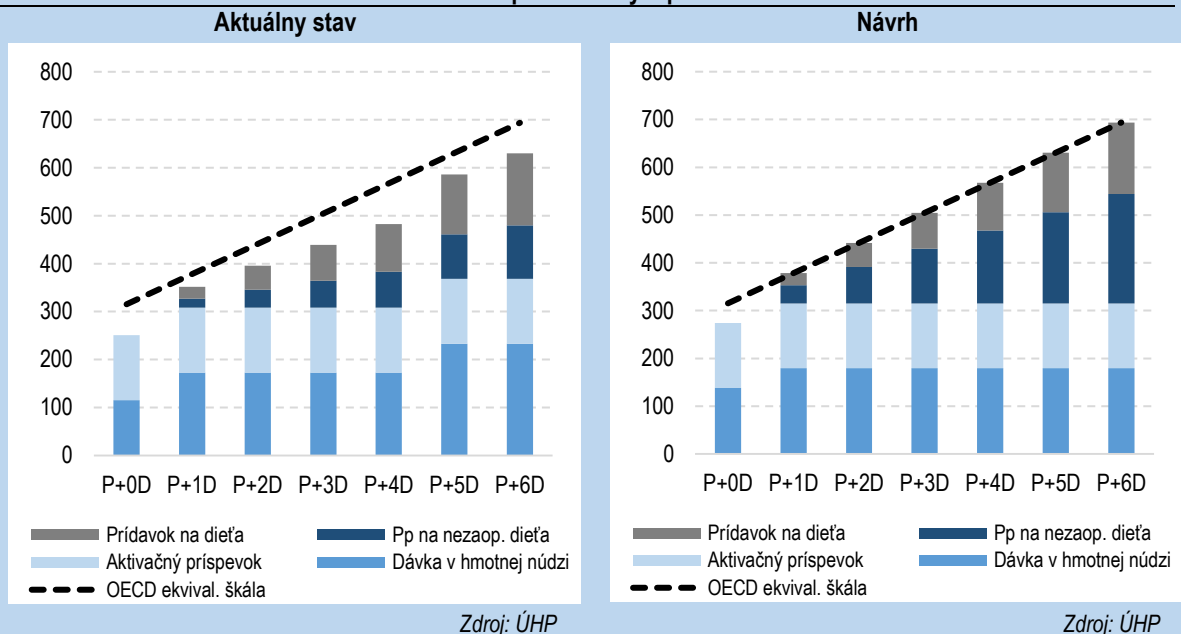 Aktuálny stav
800
700
600
500
400
300
200
100
0
P+0D P+1D P+2D P+3D P+4D P+5D P+6D
Prídavok na dieťa Pp na nezaop. dieťa
Aktivačný príspevok Dávka v hmotnej núdzi
OECD ekvival. škála
Zdroj: ÚHP
Návrh
800
700
600
500
400
300
200
100
0
P+0D P+1D P+2D P+3D P+4D P+5D P+6D
Prídavok na dieťa Pp na nezaop. dieťa
Aktivačný príspevok Dávka v hmotnej núdzi
OECD ekvival. škála
Zdroj: ÚHP